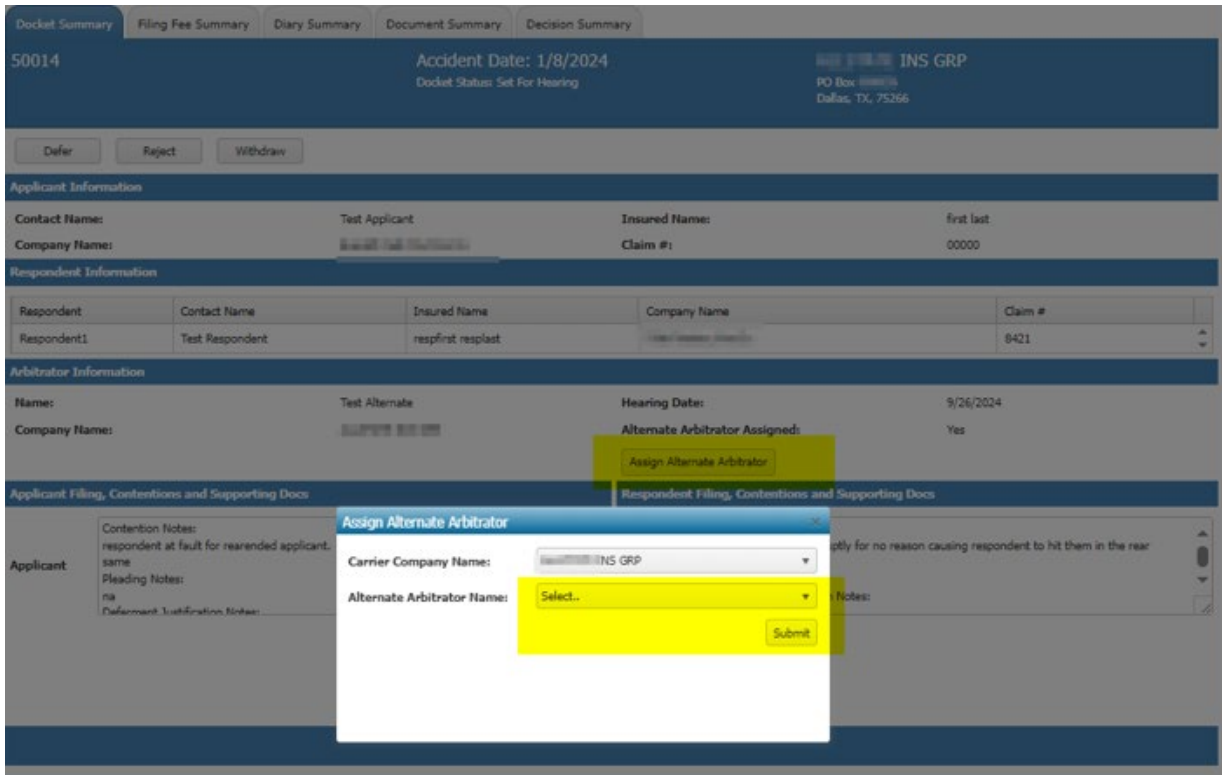 Docket Summary Filing Fee Summary Diary Summary Document Summary Decision Summary
50014 Accident Date: 1/8/2024 INS GRP
Docket Status: Set For Hearing PO Box
Dallas, TX, 75266
Defer Reject Withdraw
Applicant Information
Contact Name: Test Applicant Insured Name: first last
Company Name: Claim #: 00000
Respondent Information
Respondent Contact Name Insured Name Company Name Claim #
Respondent1 Test Respondent respfirst resplast 8421
Arbitrator Information
Name: Test Alternate Hearing Date: 9/26/2024
Company Name: Alternate Arbitrator Assigned: Yes
Assign Alternate Arbitrator
Applicant Filing, Contentions and Supporting Docs Respondent Filing, Contentions and Supporting Docs
Applicant
Contention Notes:
respondent at fault for rearended applicant.
same
Pleading Notes:
na
Deferment Justification Notes:
Assign Alternate Arbitrator
Carrier Company Name: INS GRP
Alternate Arbitrator Name: Select..
Submit
for no reason causing respondent to hit them in the rear
Notes: